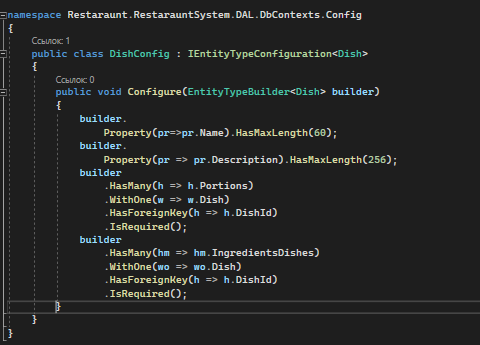 namespace Restaraunt.RestarauntSystem.DAL.DbContexts.Config
{
Ссылок: 1
public class DishConfig : IEntityTypeConfiguration<Dish>
{
Ссылок: 0
public void Configure(EntityTypeBuilder<Dish> builder)
{
builder.
Property(pr=>pr.Name).HasMaxLength(60);
builder.
Property(pr => pr.Description).HasMaxLength(256);
builder
.HasMany(h => h.Portions)
.WithOne(w => w.Dish)
.HasForeignKey(h => h.DishId)
.IsRequired();
builder
.HasMany(hm => hm.IngredientsDishes)
.WithOne(wo => wo.Dish)
.HasForeignKey(h => h.DishId)
.IsRequired();
}
}
}